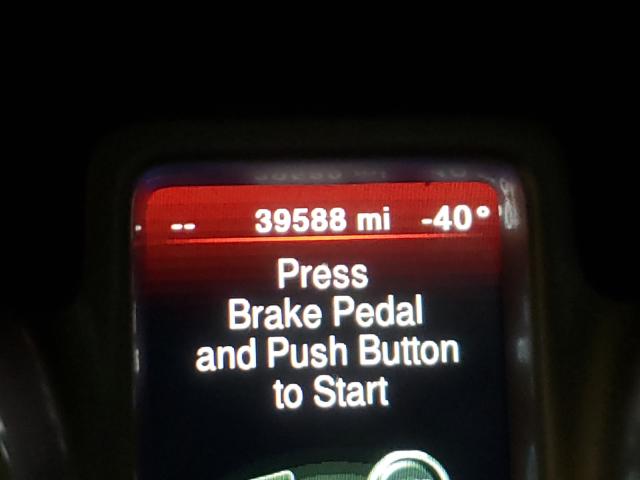 -- 39588 mi -40°
Press
Brake Pedal
and Push Button
to Start